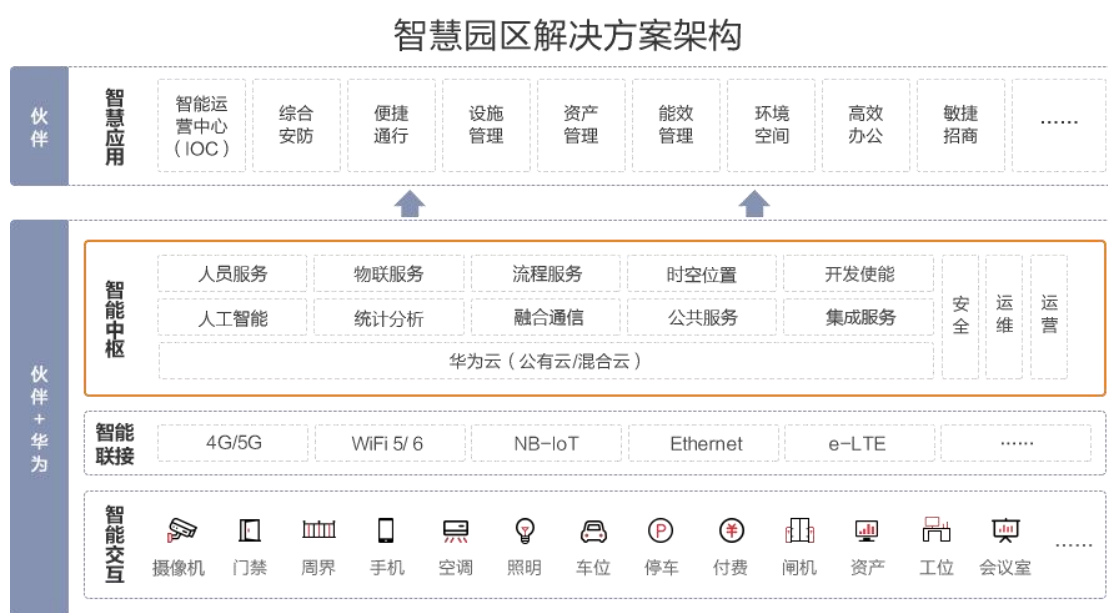 智慧园区解决方案架构
伙伴
智慧应用
智能运营中心（IOC）
综合安防
便捷通行
设施管理
资产管理
能效管理
环境空间
高效办公
敏捷招商
······
伙伴+华为
智能中枢
人员服务
物联服务
流程服务
时空位置
开发使能
人工智能
统计分析
融合通信
公共服务
集成服务
华为云（公有云/混合云）
安全
运维
运营
智能联接
4G/5G
WiFi 5/ 6
NB-IoT
Ethernet
e-LTE
······
智能交互
摄像机
门禁
周界
手机
空调
照明
车位
P
停车
¥
付费
闸机
资产
工位
会议室
······